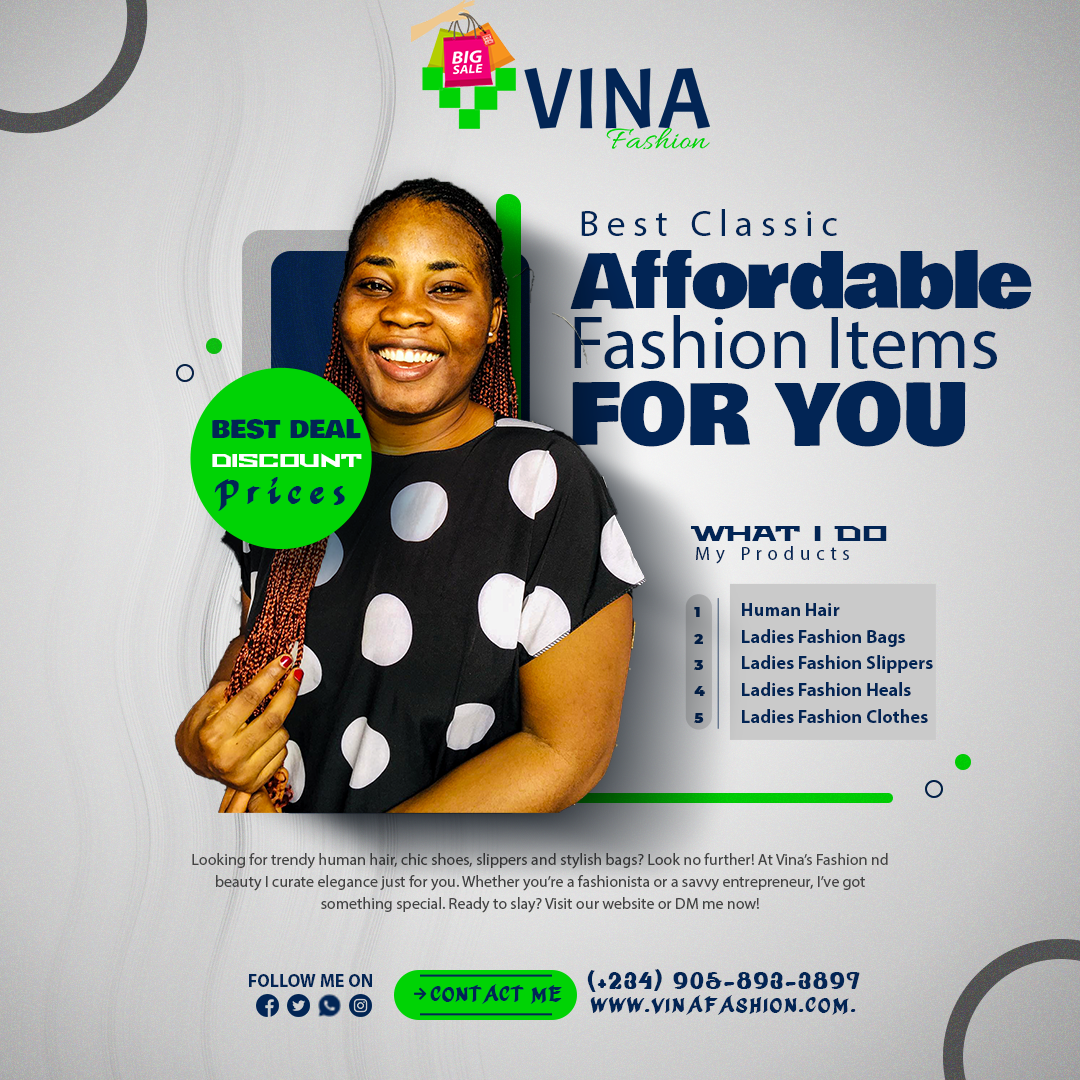 BIG
SALE
VINA
Fashion
Best Classic
Affordable
Fashion Items
FOR YOU
BEST DEAL
DISCOUNT
Prices
WHAT I DO
My Products
1 Human Hair
2 Ladies Fashion Bags
3 Ladies Fashion Slippers
4 Ladies Fashion Heals
5 Ladies Fashion Clothes
Looking for trendy human hair, chic shoes, slippers and stylish bags? Look no further! At Vina's Fashion nd
beauty I curate elegance just for you. Whether you're a fashionista or a savvy entrepreneur, I've got
something special. Ready to slay? Visit our website or DM me now!
FOLLOW ME ON
→CONTACT ME
(+234) 905-893-3897
WWW.VINAFASHION.COM.